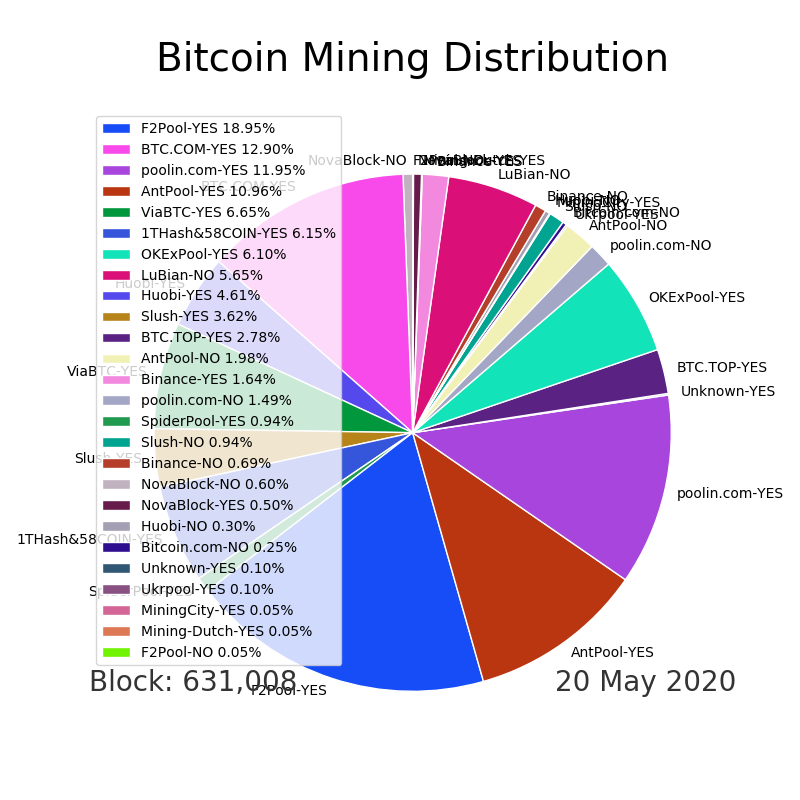 Bitcoin Mining Distribution
F2Pool-YES 18.95%
BTC.COM-YES 12.90%
poolin.com-YES 11.95%
AntPool-YES 10.96%
ViaBTC-YES 6.65%
1THash&58COIN-YES 6.15%
OKExPool-YES 6.10%
LuBian-NO 5.65%
Huobi-YES 4.61%
Slush-YES 3.62%
BTC.TOP-YES 2.78%
AntPool-NO 1.98%
Binance-YES 1.64%
poolin.com-NO 1.49%
SpiderPool-YES 0.94%
Slush-NO 0.94%
Binance-NO 0.69%
NovaBlock-NO 0.60%
NovaBlock-YES 0.50%
Huobi-NO 0.30%
Bitcoin.com-NO 0.25%
Unknown-YES 0.10%
Ukrpool-YES 0.10%
MiningCity-YES 0.05%
Mining-Dutch-YES 0.05%
F2Pool-NO 0.05%
NovaBlock-NO
BTC.COM-YES
Huobi-YES
ViaBTC-YES
Slush-YES
1THash&58COIN-YES
SpiderPool-YES
F2Pool-YES
LuBian-NO
Binance-NO
AntPool-NO
poolin.com-NO
OKExPool-YES
BTC.TOP-YES
Unknown-YES
poolin.com-YES
AntPool-YES
Block: 631,008
20 May 2020